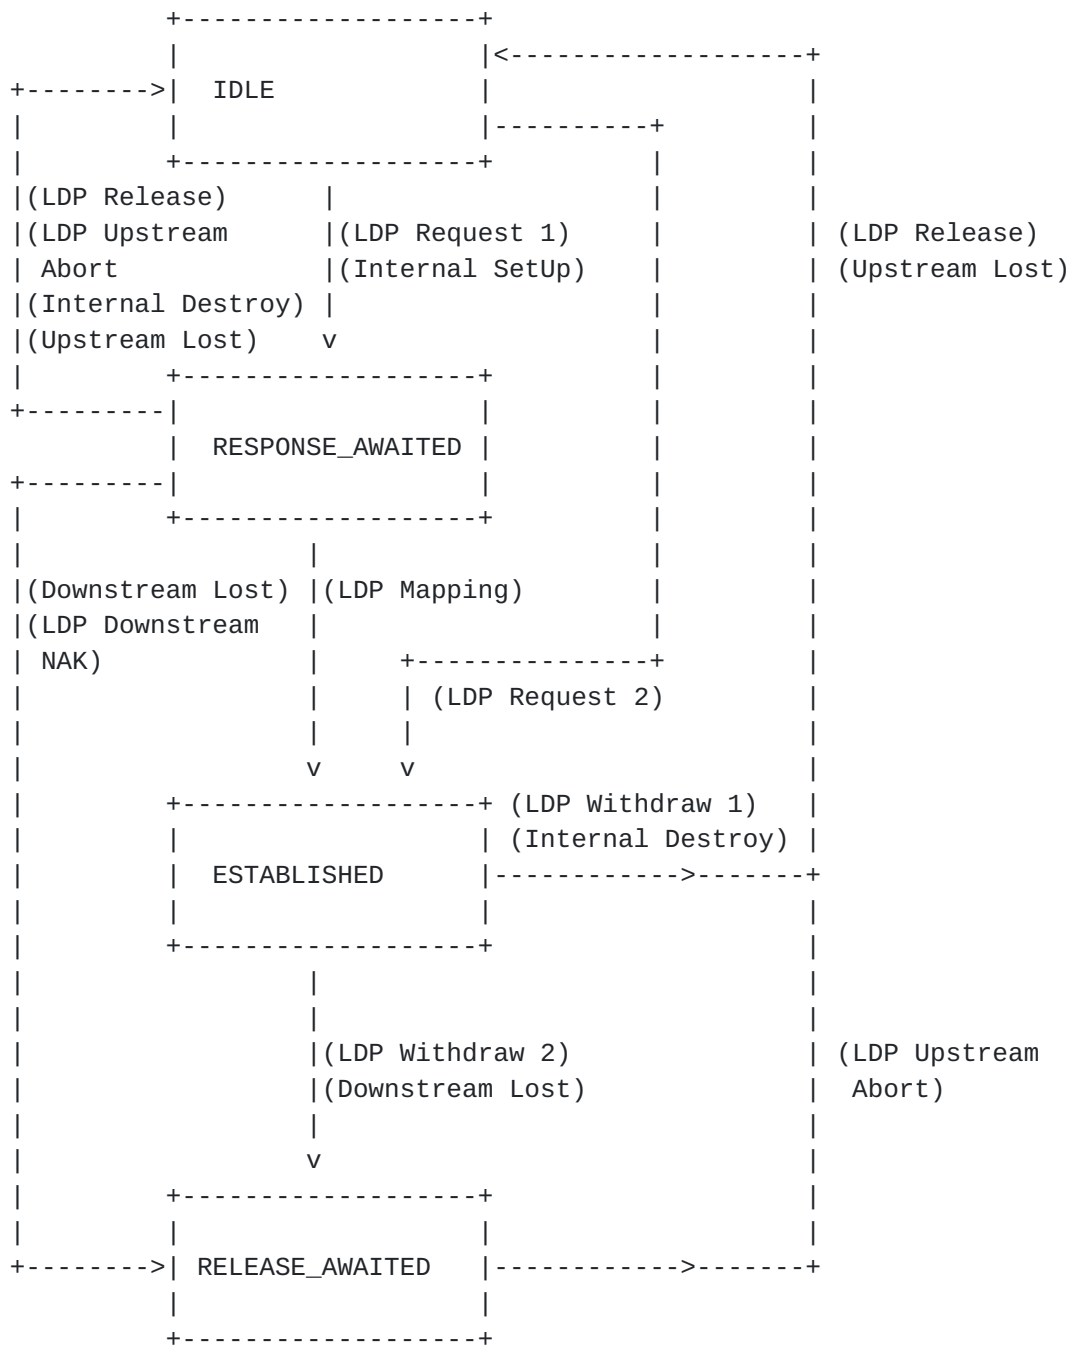 IDLE
(LDP Release)
(LDP Upstream (LDP Request 1) (LDP Release)
Abort (Internal SetUp) (Upstream Lost)
(Internal Destroy)
(Upstream Lost) v
RESPONSE_AWAITED
(Downstream Lost) (LDP Mapping)
(LDP Downstream
NAK)
(LDP Request 2)
v v
(LDP Withdraw 1)
(Internal Destroy)
ESTABLISHED
(LDP Withdraw 2) (LDP Upstream
(Downstream Lost) Abort)
v
RELEASE_AWAITED